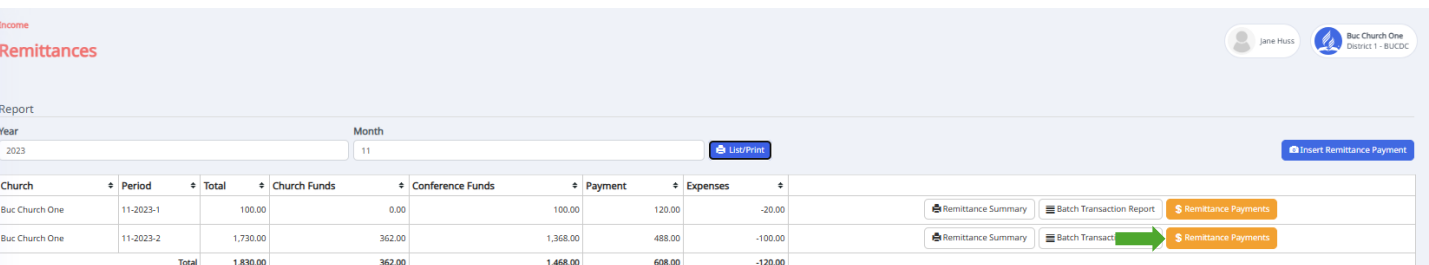 Income
Remittances
Jane Huss
Buc Church One
District 1 - BUCDC
Report
Year
Month
2023
11
List/Print
Insert Remittance Payment
Church Period Total Church Funds Conference Funds Payment Expenses
Buc Church One 11-2023-1 100.00 0.00 100.00 120.00 -20.00 Remittance Summary Batch Transaction Report $ Remittance Payments
Buc Church One 11-2023-2 1,730.00 362.00 1,368.00 488.00 -100.00 Remittance Summary Batch Transacti $ Remittance Payments
Total 1,830.00 362.00 1,468.00 608.00 -120.00